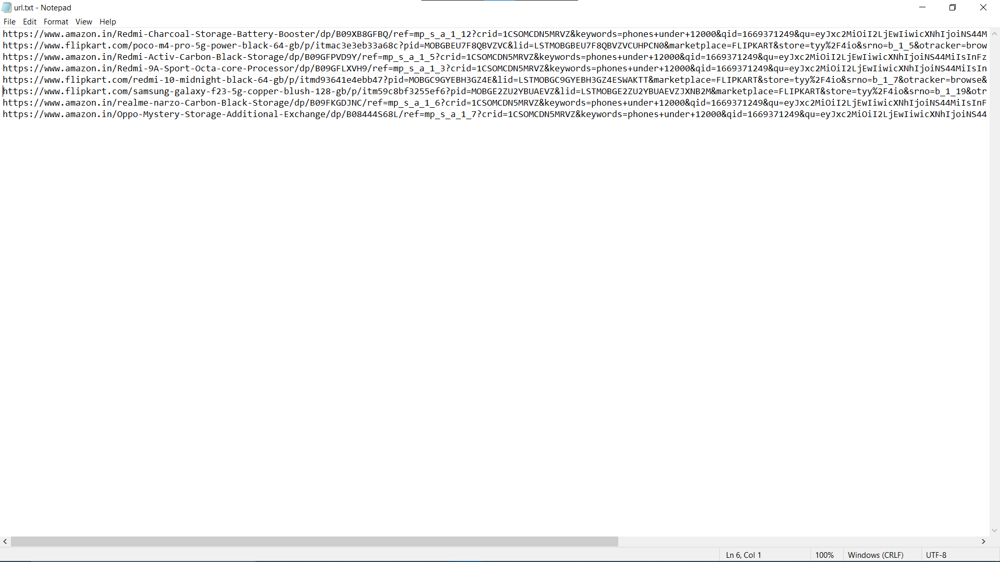 url.txt - Notepad
File Edit Format View Help
https://www.amazon.in/Redmi-Charcoal-Storage-Battery-Booster/dp/B09XB8GFBQ/ref=mp_s_a_1_12?crid=1CSOMCDN5MRVZ&keywords=phones+under+12000&qid=1669371249&qu=eyJxc2MiOiI2LjEwIiwicXNhIjoiNS44M
https://www.flipkart.com/poco-m4-pro-5g-power-black-64-gb/p/itmac3e3eb33a68c?pid=MOBGBEU7F8QBVZVC&lid=LSTMOBGBEU7F8QBVZVCUHPCN0&marketplace=FLIPKART&store=tyy%2F4io&srno=b_1_5&otracker=brow
https://www.amazon.in/Redmi-Activ-Carbon-Black-Storage/dp/B09GFPVD9Y/ref=mp_s_a_1_5?crid=1CSOMCDN5MRVZ&keywords=phones+under+12000&qid=1669371249&qu=eyJxc2MiOiI2LjEwIiwicXNhIjoiNS44MiIsInFz
https://www.amazon.in/Redmi-9A-Sport-Octa-core-Processor/dp/B09GFLXVH9/ref=mp_s_a_1_3?crid=1CSOMCDN5MRVZ&keywords=phones+under+12000&qid=1669371249&qu=eyJxc2MiOiI2LjEwIiwicXNhIjoiNS44MiIsIn
https://www.flipkart.com/redmi-10-midnight-black-64-gb/p/itmd93641e4ebb47?pid=MOBGC9GYEBH3GZ4E&lid=LSTMOBGC9GYEBH3GZ4ESWAKTT&marketplace=FLIPKART&store=tyy%2F4io&srno=b_1_7&otracker=browse&
https://www.flipkart.com/samsung-galaxy-f23-5g-copper-blush-128-gb/p/itm59c8bf3255ef6?pid=MOBGE2ZU2YBUAEVZ&lid=LSTMOBGE2ZU2YBUAEVZJXNB2M&marketplace=FLIPKART&store=tyy%2F4io&srno=b_1_19&otr
https://www.amazon.in/realme-narzo-Carbon-Black-Storage/dp/B09FKGDJNC/ref=mp_s_a_1_6?crid=1CSOMCDN5MRVZ&keywords=phones+under+12000&qid=1669371249&qu=eyJxc2MiOiI2LjEwIiwicXNhIjoiNS44MiIsInF
https://www.amazon.in/Oppo-Mystery-Storage-Additional-Exchange/dp/B08444S68L/ref=mp_s_a_1_7?crid=1CSOMCDN5MRVZ&keywords=phones+under+12000&qid=1669371249&qu=eyJxc2MiOiI2LjEwIiwicXNhIjoiNS44
Ln 6, Col 1 100% Windows (CRLF) UTF-8